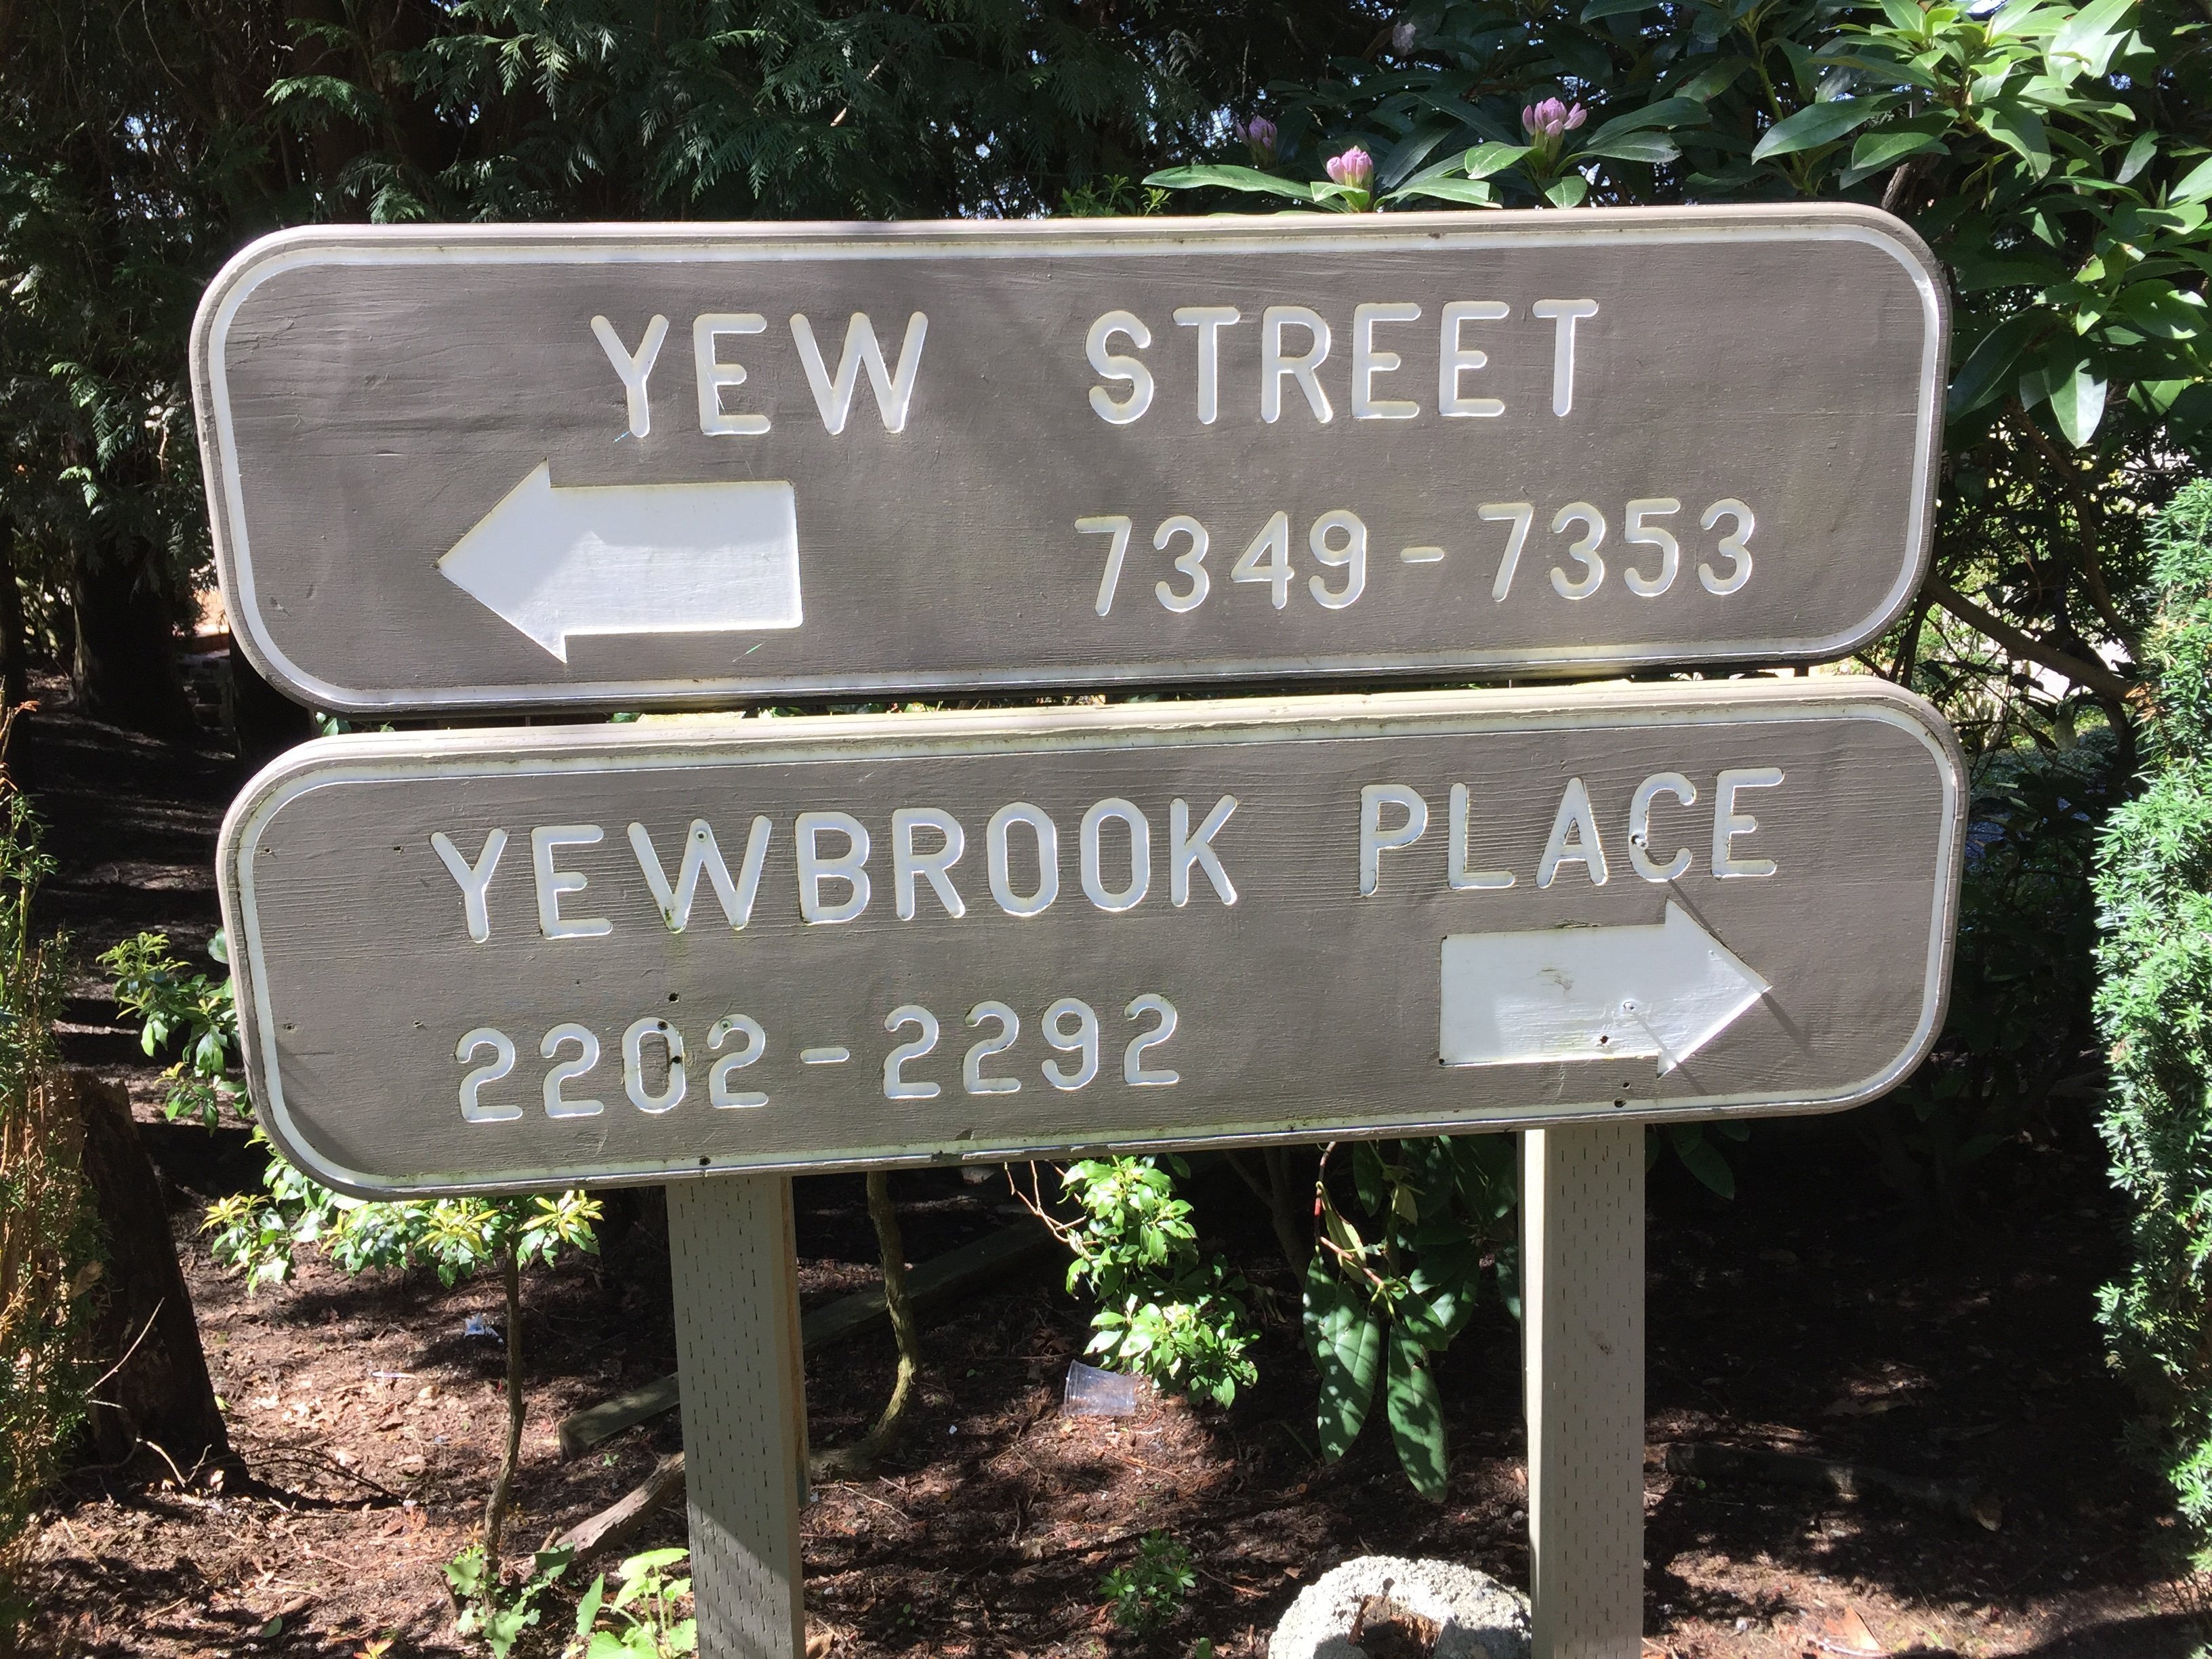 YEW STREET
7349-7353
YEWBROOK PLACE
2202-2292